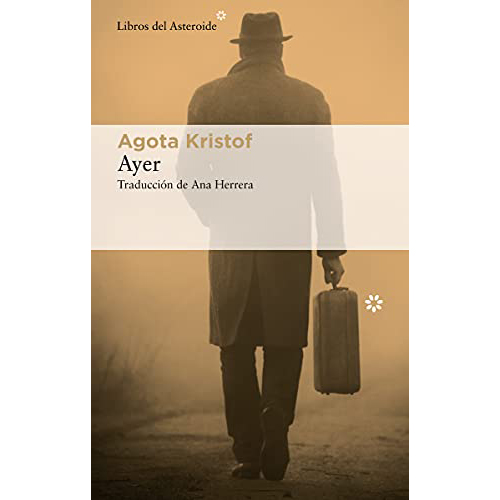 Libros del Asteroide
Agota Kristof
Ayer
Traducción de Ana Herrera